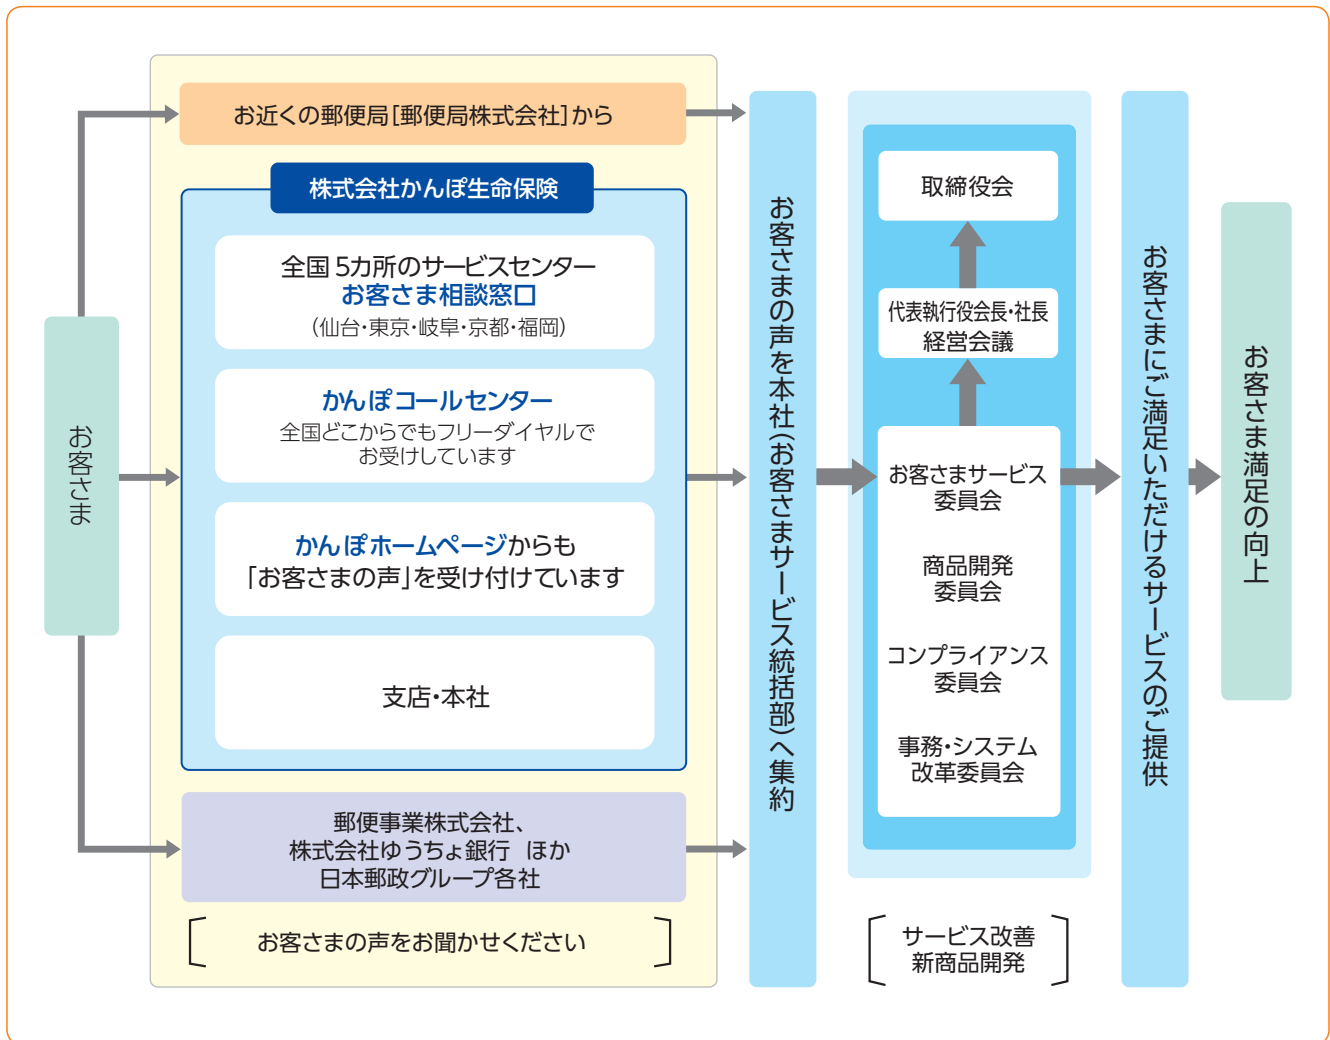 お客さま
お近くの郵便局[郵便局株式会社]から
株式会社かんぽ生命保険
全国5カ所のサービスセンター
お客さま相談窓口
(仙台・東京・岐阜・京都・福岡)
かんぽコールセンター
全国どこからでもフリーダイヤルで
お受けしています
かんぽホームページからも
「お客さまの声」を受け付けています
支店・本社
郵便事業株式会社、
株式会社ゆうちょ銀行 ほか
日本郵政グループ各社
お客さまの声をお聞かせください
お客さまの声を本社(お客さまサービス統括部)へ集約
取締役会
代表執行役会長・社長
経営会議
お客さまサービス
委員会
商品開発
委員会
コンプライアンス
委員会
事務・システム
改革委員会
サービス改善
新商品開発
お客さまにご満足いただけるサービスのご提供
お客さま満足の向上